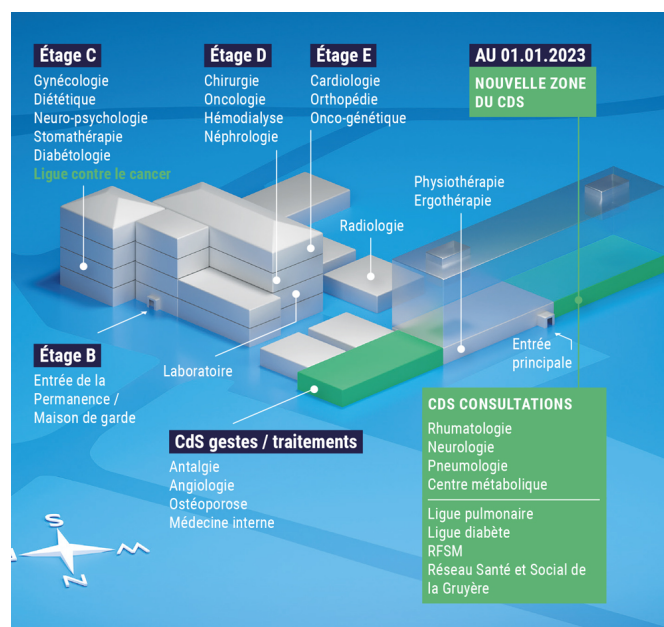 Étage C
Gynécologie
Diététique
Neuro-psychologie
Stomathérapie
Diabétologie
Ligue contre le cancer
Étage D
Chirurgie
Oncologie
Hémodialyse
Néphrologie
Étage E
Cardiologie
Orthopédie
Onco-génétique
AU 01.01.2023
NOUVELLE ZONE
DU CDS
Physiothérapie
Ergothérapie
Radiologie
Étage B
Entrée de la
Permanence /
Maison de garde
Laboratoire
Entrée
principale
CdS gestes / traitements
Antalgie
Angiologie
Ostéoporose
Médecine interne
CDS CONSULTATIONS
Rhumatologie
Neurologie
Pneumologie
Centre métabolique
Ligue pulmonaire
Ligue diabète
RFSM
Réseau Santé et Social de
la Gruyère
S
M
N